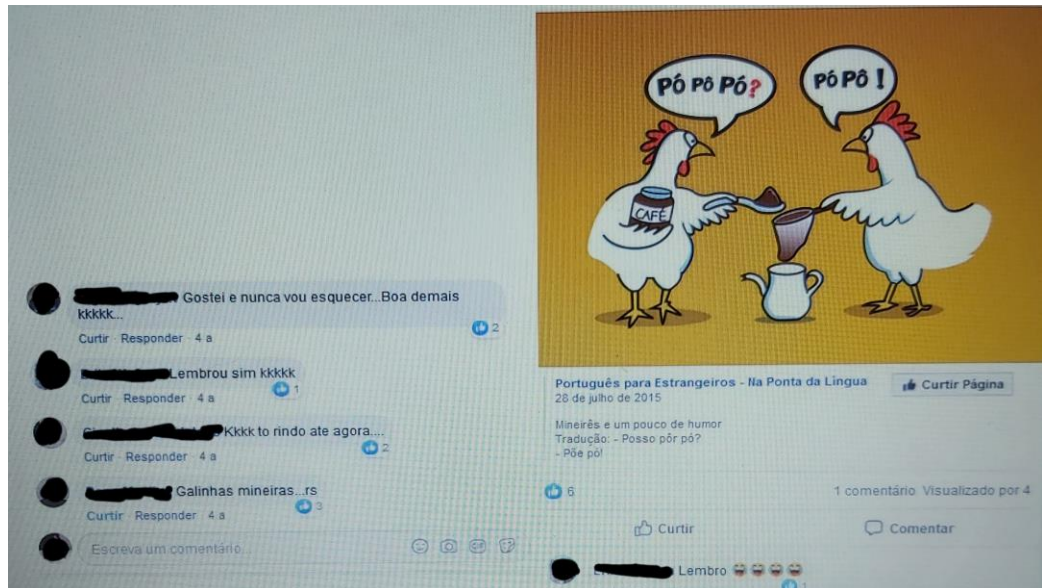 Gostei e nunca vou esquecer...Boa demais
kkkkk...
2
Curtir · Responder · 4 a
Lembrou sim kkkkk
1
Curtir · Responder · 4 a
Kkkk to rindo ate agora....
2
Curtir · Responder · 4 a
Galinhas mineiras...rs
3
Curtir · Responder · 4 a
Escreva um comentário...
GIF
PÓ PÔ PÓ?
PÓ PÔ!
CAFÉ
Português para Estrangeiros - Na Ponta da Lingua
Curtir Página
28 de julho de 2015
Mineirês e um pouco de humor
Tradução: - Posso pôr pó?
- Põe pó!
6
1 comentário Visualizado por 4
Curtir
Comentar
Lembro
1